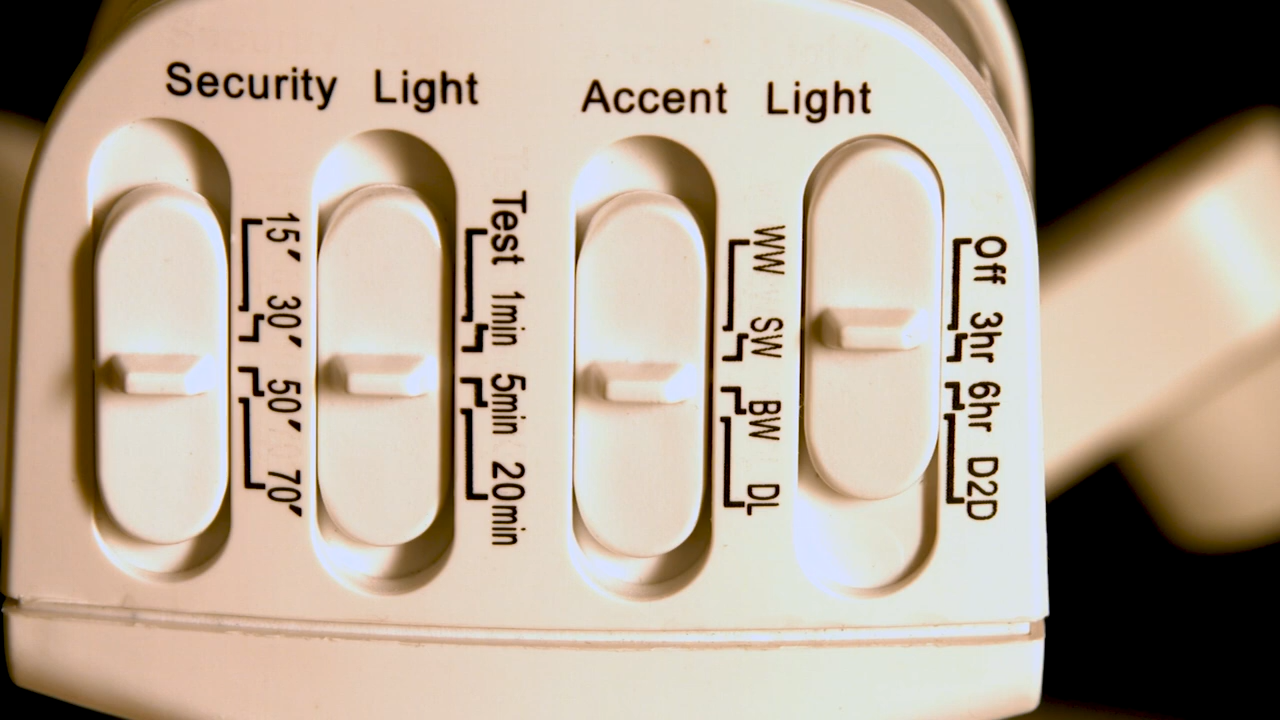 Security Light
Accent Light
15′ 30′ 50′ 70′
Test 1min 5min 20min
WW SW BW DL
Off 3hr 6hr D2D